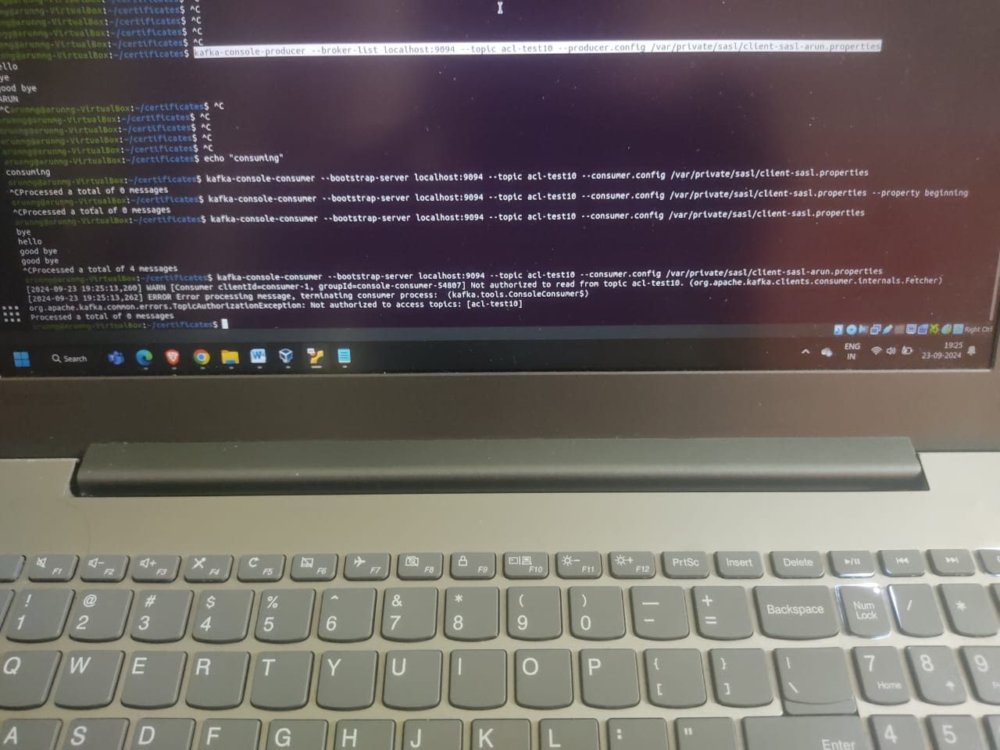 ^C
arunmg@arunmg-VirtualBox:~/certificates$ ^C
arunmg@arunmg-VirtualBox:~/certificates$ ^C
arunmg@arunmg-VirtualBox:~/certificates$ ^C
arunmg@arunmg-VirtualBox:~/certificates$ ^C
arunmg@arunmg-VirtualBox:~/certificates$ kafka-console-producer --broker-list localhost:9094 --topic acl-test10 --producer.config /var/private/sasl/client-sasl-arun.properties
ello
ye
ood bye
ARUN
^Carunmg@arunmg-VirtualBox:~/certificates$ ^C
arunmg@arunmg-VirtualBox:~/certificates$ ^C
arunmg@arunmg-VirtualBox:~/certificates$ ^C
arunmg@arunmg-VirtualBox:~/certificates$ ^C
arunmg@arunmg-VirtualBox:~/certificates$ ^C
arunmg@arunmg-VirtualBox:~/certificates$ echo "consuming"
consuming
arunmg@arunmg-VirtualBox:~/certificates$ kafka-console-consumer --bootstrap-server localhost:9094 --topic acl-test10 --consumer.config /var/private/sasl/client-sasl.properties
^CProcessed a total of 0 messages
arunmg@arunmg-VirtualBox:~/certificates$ kafka-console-consumer --bootstrap-server localhost:9094 --topic acl-test10 --consumer.config /var/private/sasl/client-sasl.properties --property beginning
^CProcessed a total of 0 messages
arunmg@arunmg-VirtualBox:~/certificates$ kafka-console-consumer --bootstrap-server localhost:9094 --topic acl-test10 --consumer.config /var/private/sasl/client-sasl.properties
bye
hello
good bye
good bye
^CProcessed a total of 4 messages
arunmg@arunmg-VirtualBox:~/certificates$ kafka-console-consumer --bootstrap-server localhost:9094 --topic acl-test10 --consumer.config /var/private/sasl/client-sasl-arun.properties
[2024-09-23 19:25:13,260] WARN [Consumer clientId=consumer-1, groupId=console-consumer-54807] Not authorized to read from topic acl-test10. (org.apache.kafka.clients.consumer.internals.Fetcher)
[2024-09-23 19:25:13,262] ERROR Error processing message, terminating consumer process:  (kafka.tools.ConsoleConsumer$)
org.apache.kafka.common.errors.TopicAuthorizationException: Not authorized to access topics: [acl-test10]
Processed a total of 0 messages
arunmg@arunmg-VirtualBox:~/certificates$
Right Ctrl
Search
ENG
IN
19:25
23-09-2024
F1 F2 F3 F4 F5 F6 F7 F8 F9 F10 F11 F12 PrtSc Insert Delete
! @ # $ % ^ & * ( ) — +
1 2 3 4 5 6 7 8 9 0 - = Backspace Num Lock / *
Q W E R T Y U I O P { [ } ] | \ 7 Home 8 9
A S D F G H J K L : " Enter 4 5